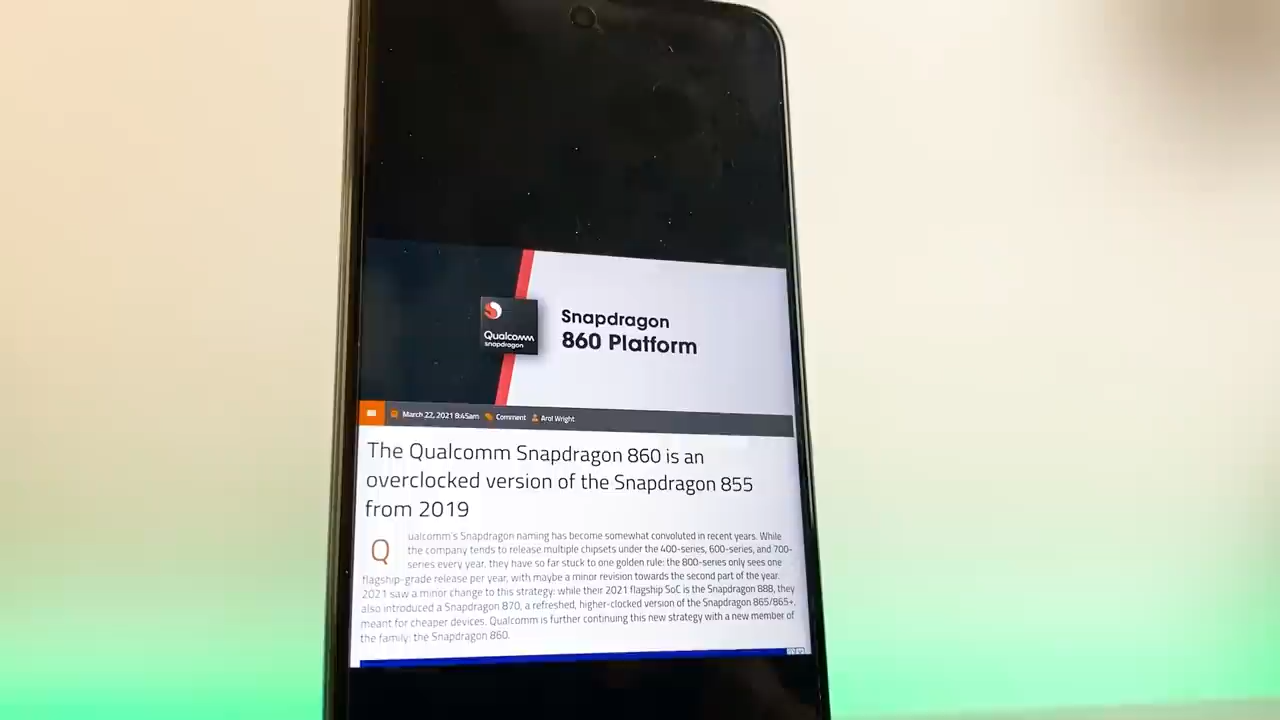 Qualcomm
snapdragon
Snapdragon
860 Platform
March 22, 2021 8:45am Comment Arol Wright
The Qualcomm Snapdragon 860 is an
overclocked version of the Snapdragon 855
from 2019
Qualcomm's Snapdragon naming has become somewhat convoluted in recent years. While
the company tends to release multiple chipsets under the 400-series, 600-series, and 700-
series every year, they have so far stuck to one golden rule: the 800-series only sees one
flagship-grade release per year, with maybe a minor revision towards the second part of the year.
2021 saw a minor change to this strategy: while their 2021 flagship SoC is the Snapdragon 888, they
also introduced a Snapdragon 870, a refreshed, higher-clocked version of the Snapdragon 865/865+,
meant for cheaper devices. Qualcomm is further continuing this new strategy with a new member of
the family: the Snapdragon 860.